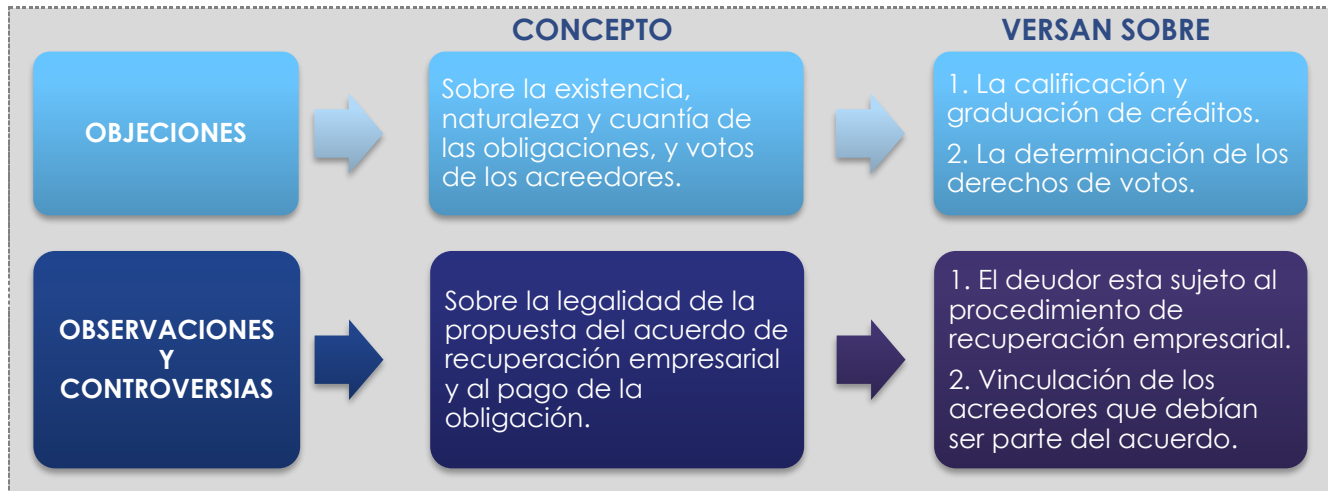 CONCEPTO
VERSAN SOBRE
OBJECIONES
Sobre la existencia,
naturaleza y cuantía de
las obligaciones, y votos
de los acreedores.
1. La calificación y
graduación de créditos.
2. La determinación de los
derechos de votos.
OBSERVACIONES
Y
CONTROVERSIAS
Sobre la legalidad de la
propuesta del acuerdo de
recuperación empresarial
y al pago de la
obligación.
1. El deudor esta sujeto al
procedimiento de
recuperación empresarial.
2. Vinculación de los
acreedores que debían
ser parte del acuerdo.